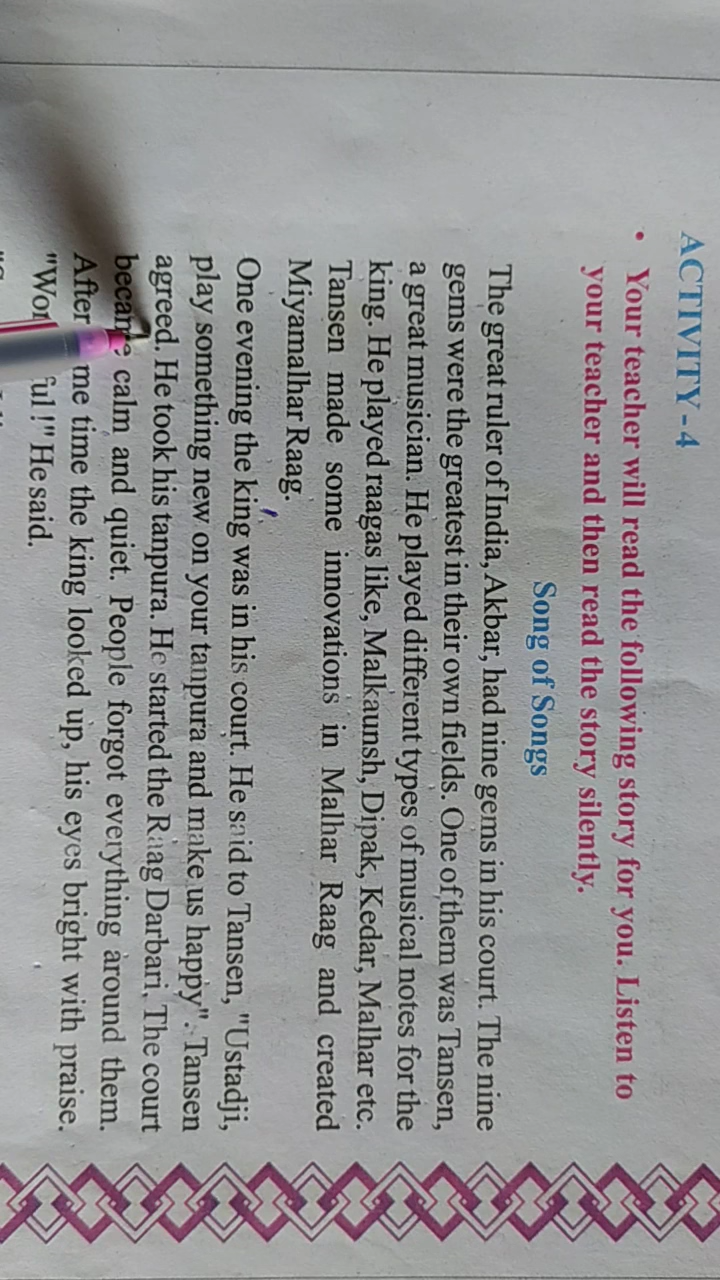 ACTIVITY - 4
• Your teacher will read the following story for you. Listen to
your teacher and then read the story silently.
Song of Songs
The great ruler of India, Akbar, had nine gems in his court. The nine
gems were the greatest in their own fields. One of them was Tansen,
a great musician. He played different types of musical notes for the
king. He played raagas like, Malkaunsh, Dipak, Kedar, Malhar etc.
Tansen made some innovations in Malhar Raag and created
Miyamalhar Raag.
One evening the king was in his court. He said to Tansen, "Ustadji,
play something new on your tanpura and make us happy". Tansen
agreed. He took his tanpura. He started the Raag Darbari. The court
became calm and quiet. People forgot everything around them.
After me time the king looked up, his eyes bright with praise.
"Wo ful !" He said.